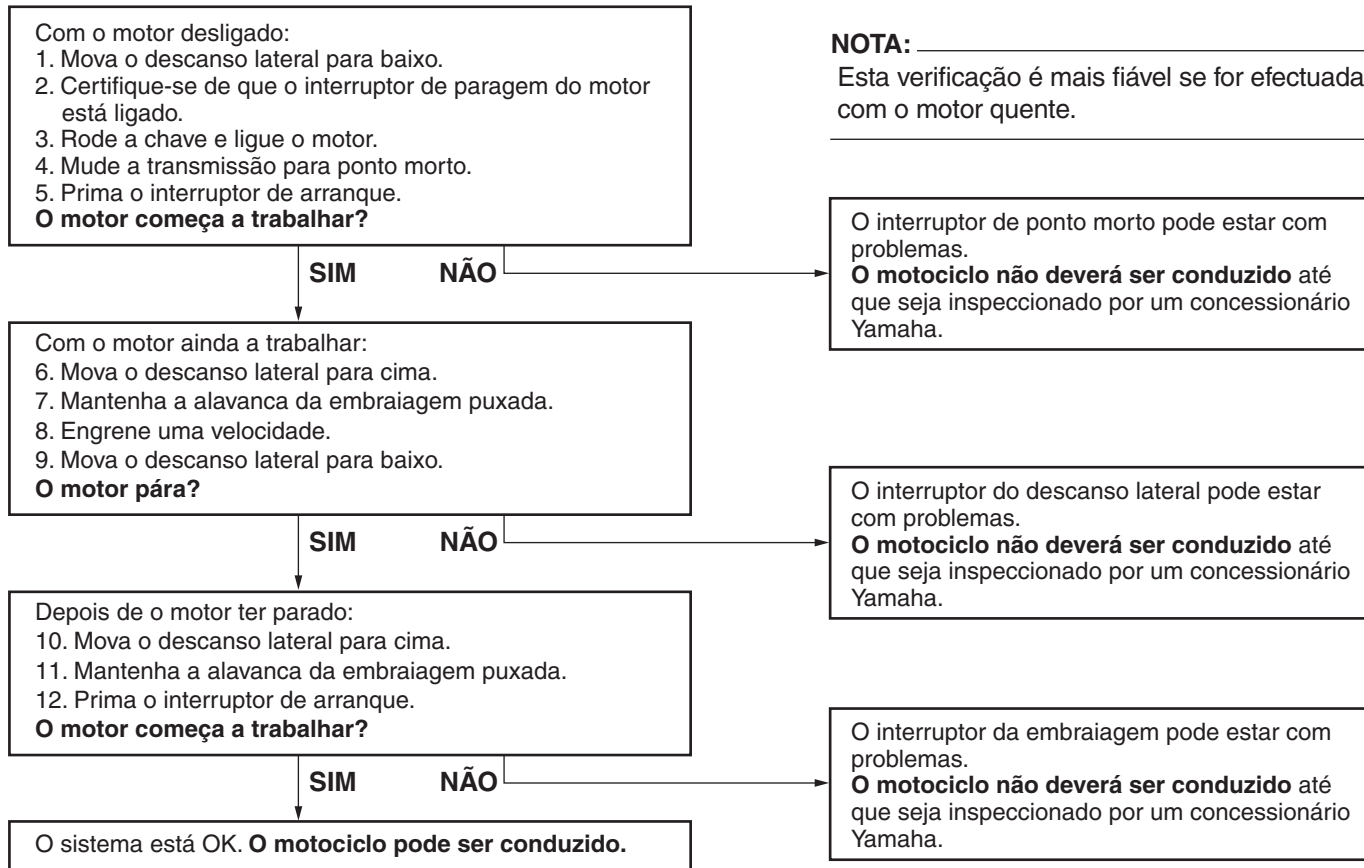 Com o motor desligado:
1. Mova o descanso lateral para baixo.
2. Certifique-se de que o interruptor de paragem do motor
está ligado.
3. Rode a chave e ligue o motor.
4. Mude a transmissão para ponto morto.
5. Prima o interruptor de arranque.
O motor começa a trabalhar?
NOTA:
Esta verificação é mais fiável se for efectuada
com o motor quente.
SIM NÃO
O interruptor de ponto morto pode estar com
problemas.
O motociclo não deverá ser conduzido até
que seja inspeccionado por um concessionário
Yamaha.
Com o motor ainda a trabalhar:
6. Mova o descanso lateral para cima.
7. Mantenha a alavanca da embraiagem puxada.
8. Engrene uma velocidade.
9. Mova o descanso lateral para baixo.
O motor pára?
SIM NÃO
O interruptor do descanso lateral pode estar
com problemas.
O motociclo não deverá ser conduzido até
que seja inspeccionado por um concessionário
Yamaha.
Depois de o motor ter parado:
10. Mova o descanso lateral para cima.
11. Mantenha a alavanca da embraiagem puxada.
12. Prima o interruptor de arranque.
O motor começa a trabalhar?
SIM NÃO
O interruptor da embraiagem pode estar com
problemas.
O motociclo não deverá ser conduzido até
que seja inspeccionado por um concessionário
Yamaha.
O sistema está OK. O motociclo pode ser conduzido.